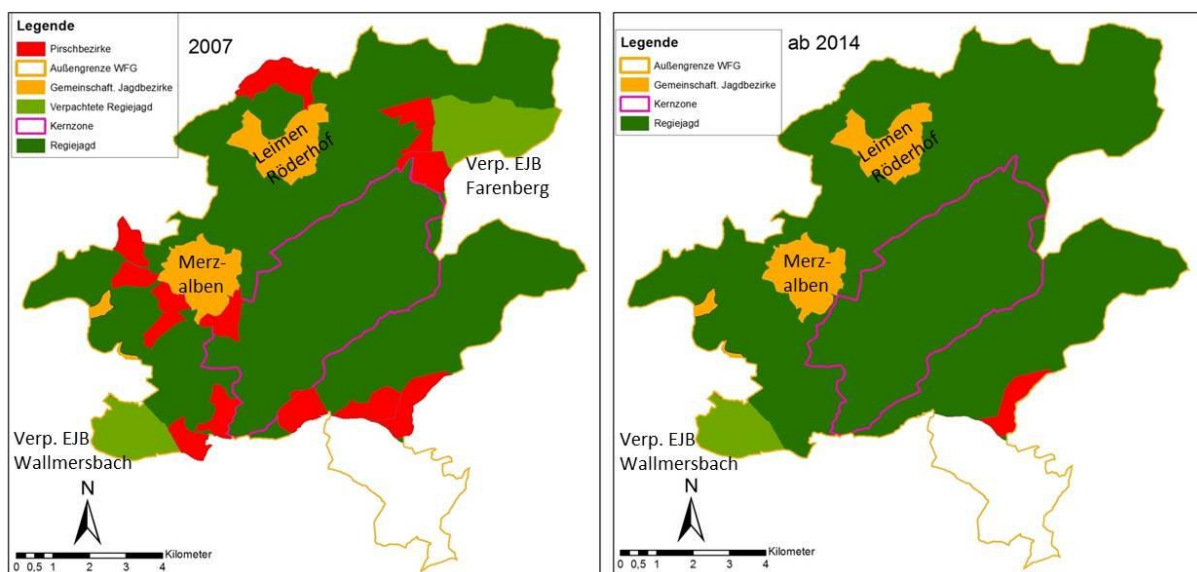 Legende
Pirschbezirke
Außengrenze WFG
Gemeinschaft. Jagdbezirke
Verpachtete Regiejagd
Kernzone
Regiejagd
2007
Leimen
Röderhof
Verp. EJB
Farenberg
Merz-
alben
Verp. EJB
Wallmersbach
N
Kilometer
0 0,5 1 2 3 4
Legende
Außengrenze WFG
Gemeinschaft. Jagdbezirke
Kernzone
Regiejagd
ab 2014
Leimen
Röderhof
Merz-
alben
Verp. EJB
Wallmersbach
N
Kilometer
0 0,5 1 2 3 4